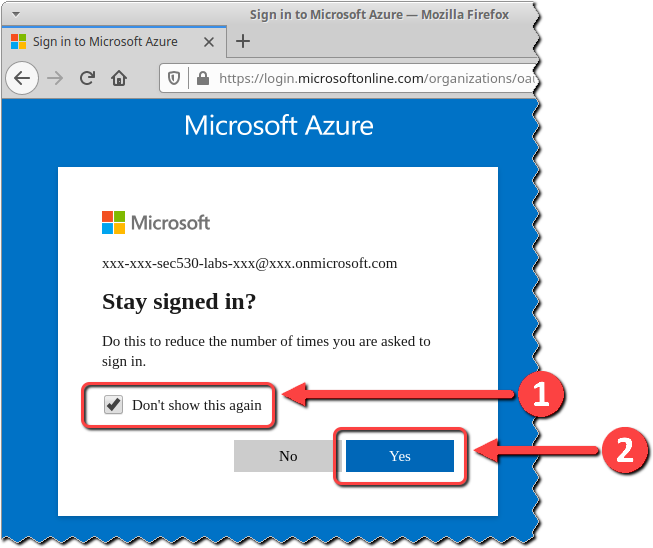 Sign in to Microsoft Azure — Mozilla Firefox
Sign in to Microsoft Azure
https://login.microsoftonline.com/organizations/oa
Microsoft Azure
Microsoft
xxx-xxx-sec530-labs-xxx@xxx.onmicrosoft.com
Stay signed in?
Do this to reduce the number of times you are asked to
sign in.
Don't show this again
1
No
Yes
2